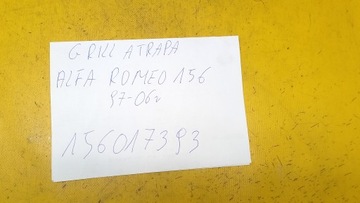 GRILL ATRAPA
ALFA ROMEO 156
97-06r
156017393